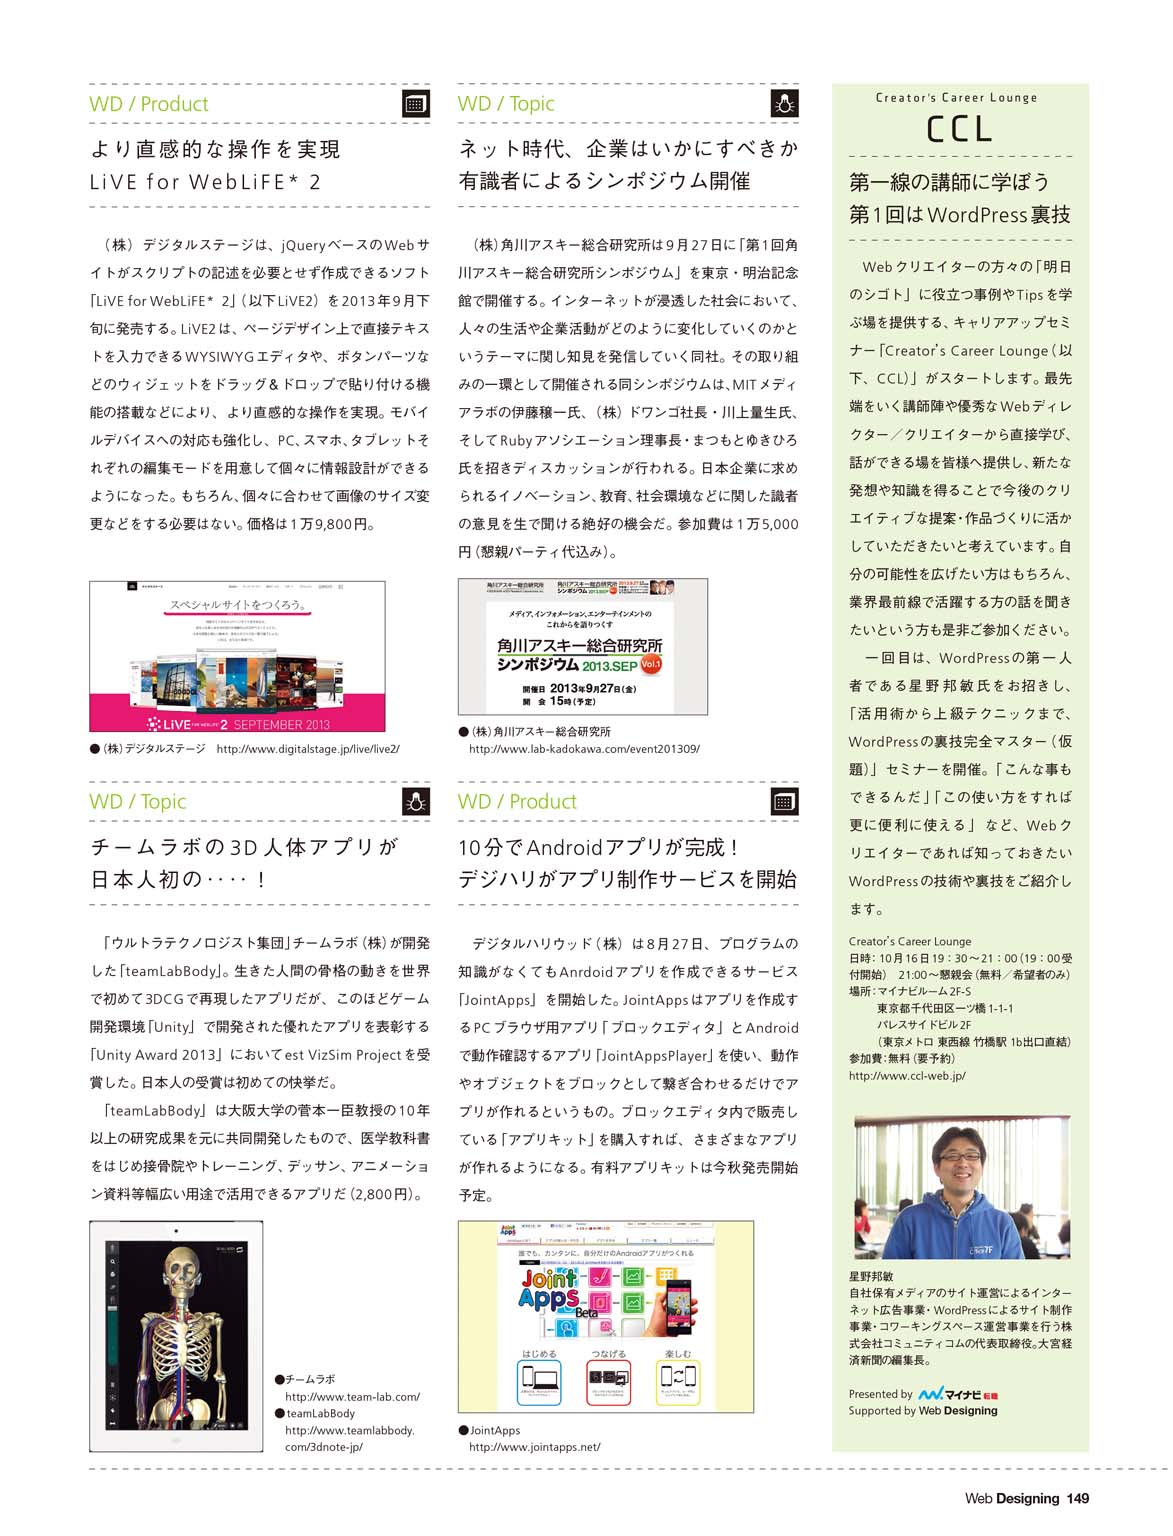 WD / Product
より直感的な操作を実現
LiVE for WebLiFE* 2
（株）デジタルステージは、jQueryベースのWebサ
イトがスクリプトの記述を必要とせず作成できるソフト
「LiVE for WebLiFE* 2」（以下LiVE2）を2013年9月下
旬に発売する。LiVE2は、ページデザイン上で直接テキス
トを入力できるWYSIWYGエディタや、ボタンパーツな
どのウィジェットをドラッグ＆ドロップで貼り付ける機
能の搭載などにより、より直感的な操作を実現。モバイ
ルデバイスへの対応も強化し、PC、スマホ、タブレットそ
れぞれの編集モードを用意して個々に情報設計ができる
ようになった。もちろん、個々に合わせて画像のサイズ変
更などをする必要はない。価格は1万9,800円。
スペシャルサイトをつくろう。
LiVE FOR WEBLIFE 2 SEPTEMBER 2013
●（株）デジタルステージ http://www.digitalstage.jp/live/live2/
WD / Topic
チームラボの3D人体アプリが
日本人初の‥‥！
「ウルトラテクノロジスト集団」チームラボ（株）が開発
した「teamLabBody」。生きた人間の骨格の動きを世界
で初めて3DCGで再現したアプリだが、このほどゲーム
開発環境「Unity」で開発された優れたアプリを表彰する
「Unity Award 2013」においてest VizSim Projectを受
賞した。日本人の受賞は初めての快挙だ。
「teamLabBody」は大阪大学の菅本一臣教授の10年
以上の研究成果を元に共同開発したもので、医学教科書
をはじめ接骨院やトレーニング、デッサン、アニメーショ
ン資料等幅広い用途で活用できるアプリだ（2,800円）。
●チームラボ
http://www.team-lab.com/
●teamLabBody
http://www.teamlabbody.
com/3dnote-jp/
WD / Topic
ネット時代、企業はいかにすべきか
有識者によるシンポジウム開催
（株）角川アスキー総合研究所は9月27日に「第1回角
川アスキー総合研究所シンポジウム」を東京・明治記念
館で開催する。インターネットが浸透した社会において、
人々の生活や企業活動がどのように変化していくのかと
いうテーマに関し知見を発信していく同社。その取り組
みの一環として開催される同シンポジウムは、MITメディ
アラボの伊藤穰一氏、（株）ドワンゴ社長・川上量生氏、
そしてRubyアソシエーション理事長・まつもとゆきひろ
氏を招きディスカッションが行われる。日本企業に求め
られるイノベーション、教育、社会環境などに関した識者
の意見を生で聞ける絶好の機会だ。参加費は1万5,000
円（懇親パーティ代込み）。
角川アスキー総合研究所
角川アスキー総合研究所
シンポジウム
メディア、インフォメーション、エンターテインメントの
これからを語りつくす
角川アスキー総合研究所
シンポジウム 2013.SEP Vol.1
開催日 2013年9月27日（金）
開 会 15時（予定）
●（株）角川アスキー総合研究所
http://www.lab-kadokawa.com/event201309/
WD / Product
10分でAndroidアプリが完成！
デジハリがアプリ制作サービスを開始
デジタルハリウッド（株）は8月27日、プログラムの
知識がなくてもAnrdoidアプリを作成できるサービス
「JointApps」を開始した。JointAppsはアプリを作成す
るPCブラウザ用アプリ「ブロックエディタ」とAndroid
で動作確認するアプリ「JointAppsPlayer」を使い、動作
やオブジェクトをブロックとして繋ぎ合わせるだけでア
プリが作れるというもの。ブロックエディタ内で販売し
ている「アプリキット」を購入すれば、さまざまなアプリ
が作れるようになる。有料アプリキットは今秋発売開始
予定。
Joint Apps
誰でも、カンタンに、自分だけのAndroidアプリがつくれる
Joint
Apps
Beta
はじめる つなげる 楽しむ
●JointApps
http://www.jointapps.net/
Creator's Career Lounge
CCL
第一線の講師に学ぼう
第1回はWordPress裏技
Webクリエイターの方々の「明日
のシゴト」に役立つ事例やTipsを学
ぶ場を提供する、キャリアアップセミ
ナー「Creator's Career Lounge（以
下、CCL）」がスタートします。最先
端をいく講師陣や優秀なWebディレ
クター／クリエイターから直接学び、
話ができる場を皆様へ提供し、新たな
発想や知識を得ることで今後のクリ
エイティブな提案・作品づくりに活か
していただきたいと考えています。自
分の可能性を広げたい方はもちろん、
業界最前線で活躍する方の話を聞き
たいという方も是非ご参加ください。
一回目は、WordPressの第一人
者である星野邦敏氏をお招きし、
「活用術から上級テクニックまで、
WordPressの裏技完全マスター（仮
題）」セミナーを開催。「こんな事も
できるんだ」「この使い方をすれば
更に便利に使える」など、Webク
リエイターであれば知っておきたい
WordPressの技術や裏技をご紹介し
ます。
Creator's Career Lounge
日時：10月16日19：30〜21：00（19：00受
付開始） 21:00〜懇親会（無料／希望者のみ）
場所：マイナビルーム2F-S
東京都千代田区一ツ橋1-1-1
パレスサイドビル2F
（東京メトロ 東西線 竹橋駅 1b出口直結）
参加費：無料（要予約）
http://www.ccl-web.jp/
星野邦敏
自社保有メディアのサイト運営によるインター
ネット広告事業・WordPressによるサイト制作
事業・コワーキングスペース運営事業を行う株
式会社コミュニティコムの代表取締役。大宮経
済新聞の編集長。
Presented by マイナビ転職
Supported by Web Designing
Web Designing 149